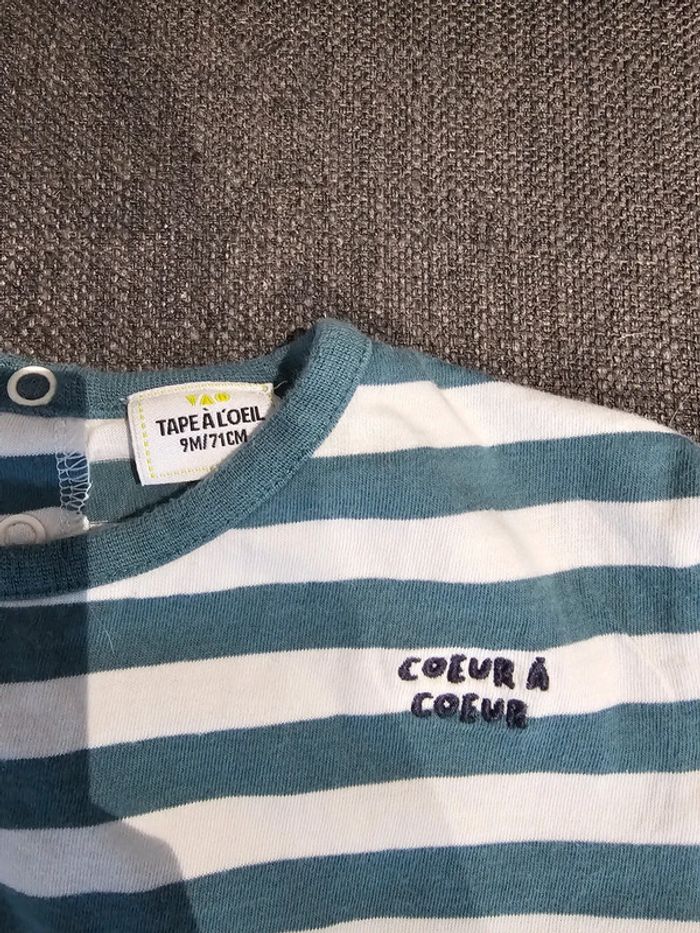 TAO
TAPE À L'OEIL
9M/71CM
COEUR À
COEUR